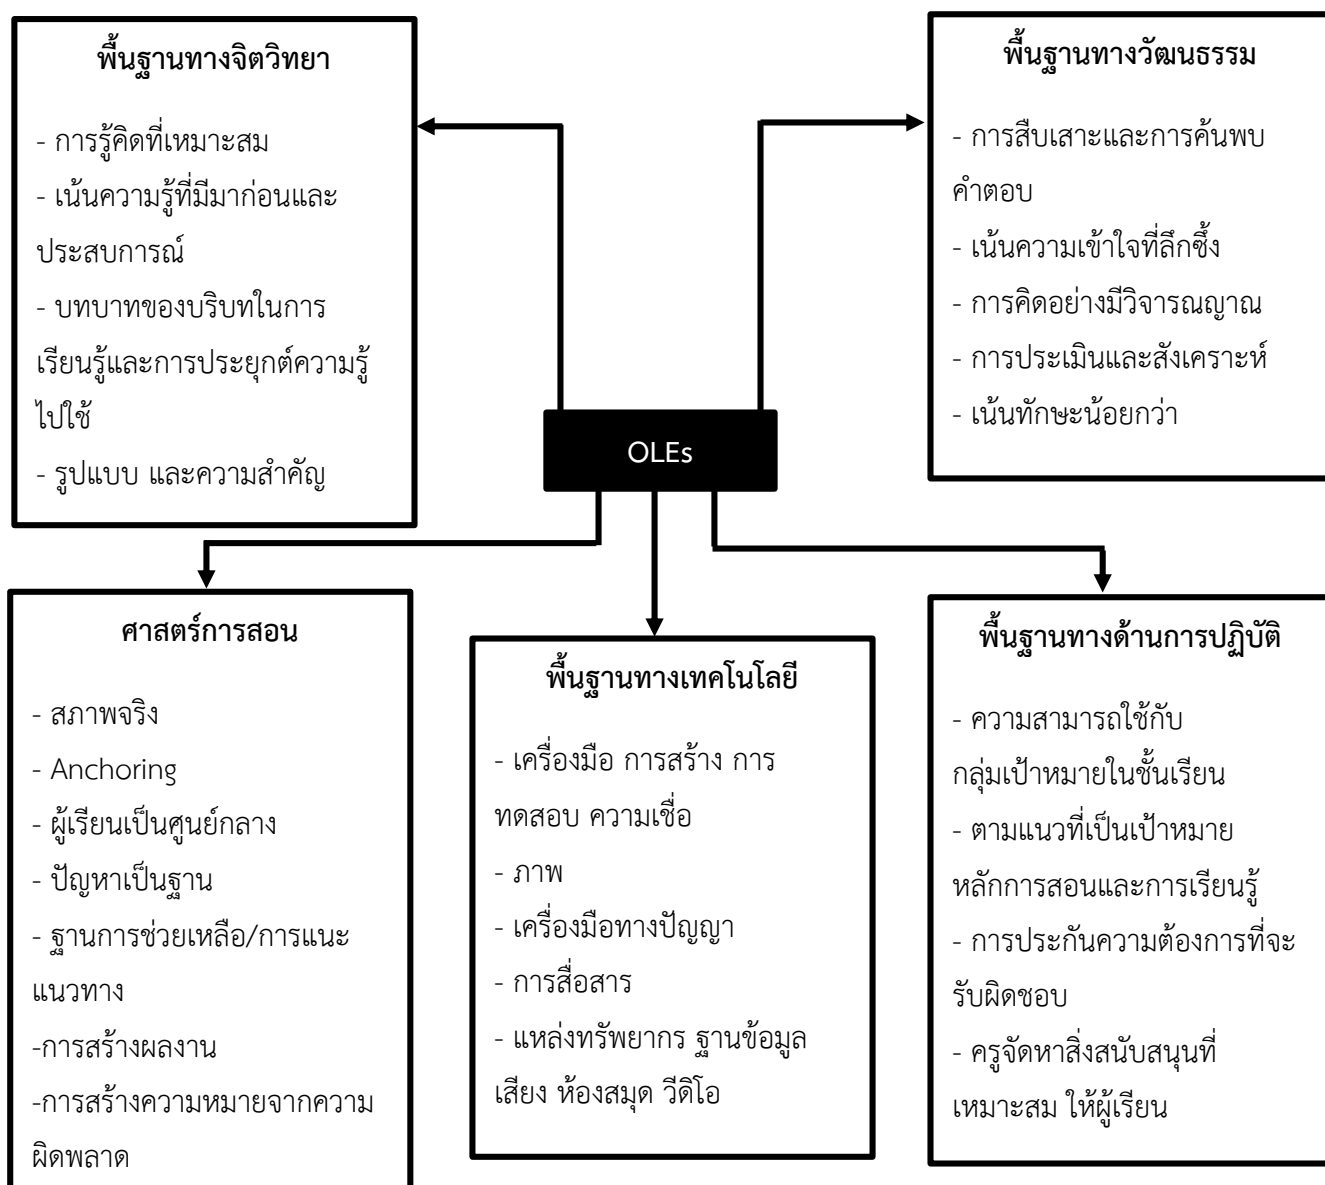 พื้นฐานทางจิตวิทยา
- การรู้คิดที่เหมาะสม
- เน้นความรู้ที่มีมาก่อนและ
ประสบการณ์
- บทบาทของบริบทในการ
เรียนรู้และการประยุกต์ความรู้
ไปใช้
- รูปแบบ และความสำคัญ
พื้นฐานทางวัฒนธรรม
- การสืบเสาะและการค้นพบ
คำตอบ
- เน้นความเข้าใจที่ลึกซึ้ง
- การคิดอย่างมีวิจารณญาณ
- การประเมินและสังเคราะห์
- เน้นทักษะน้อยกว่า
OLEs
ศาสตร์การสอน
- สภาพจริง
- Anchoring
- ผู้เรียนเป็นศูนย์กลาง
- ปัญหาเป็นฐาน
- ฐานการช่วยเหลือ/การแนะ
แนวทาง
-การสร้างผลงาน
-การสร้างความหมายจากความ
ผิดพลาด
พื้นฐานทางเทคโนโลยี
- เครื่องมือ การสร้าง การ
ทดสอบ ความเชื่อ
- ภาพ
- เครื่องมือทางปัญญา
- การสื่อสาร
- แหล่งทรัพยากร ฐานข้อมูล
เสียง ห้องสมุด วีดิโอ
พื้นฐานทางด้านการปฏิบัติ
- ความสามารถใช้กับ
กลุ่มเป้าหมายในชั้นเรียน
- ตามแนวที่เป็นเป้าหมาย
หลักการสอนและการเรียนรู้
- การประกันความต้องการที่จะ
รับผิดชอบ
- ครูจัดหาสิ่งสนับสนุนที่
เหมาะสม ให้ผู้เรียน